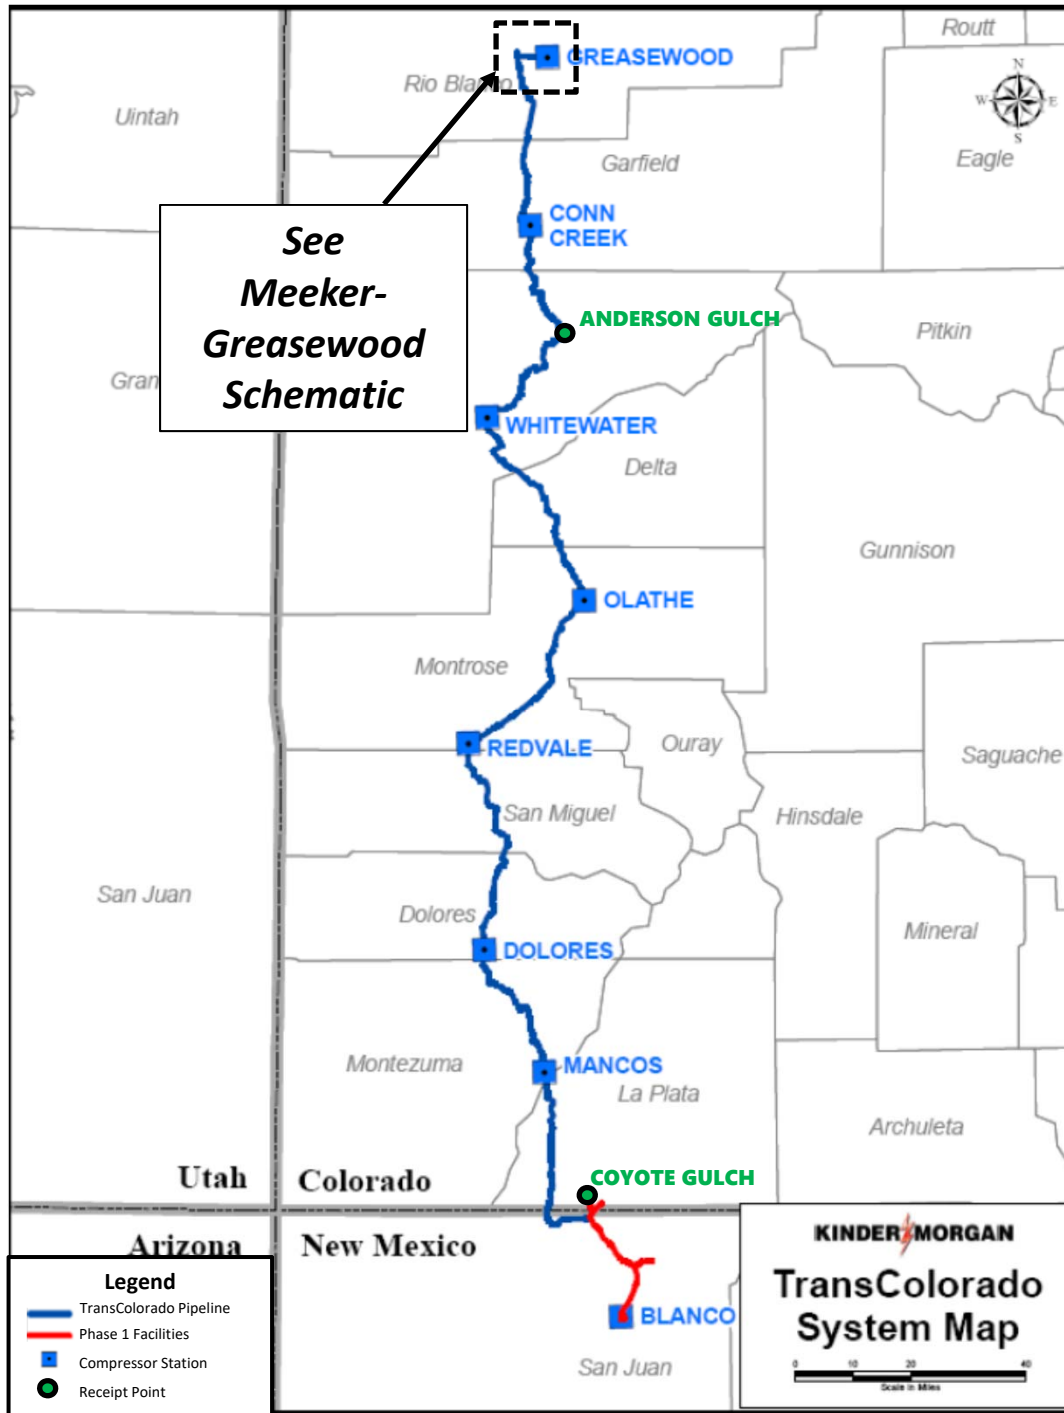 Routt
N
W
E
S
GREASEWOOD
Rio Blanco
Uintah
Garfield
Eagle
CONN
CREEK
See
Meeker-
Greasewood
Schematic
ANDERSON GULCH
Pitkin
Gran
WHITEWATER
Delta
Gunnison
OLATHE
Montrose
REDVALE
Ouray
Saguache
San Miguel
Hinsdale
San Juan
Dolores
Mineral
DOLORES
Montezuma
MANCOS
La Plata
Archuleta
COYOTE GULCH
Utah
Colorado
Arizona
New Mexico
KINDER MORGAN
TransColorado
System Map
0 10 20 40
Scale in Miles
Legend
TransColorado Pipeline
Phase 1 Facilities
Compressor Station
Receipt Point
BLANCO
San Juan